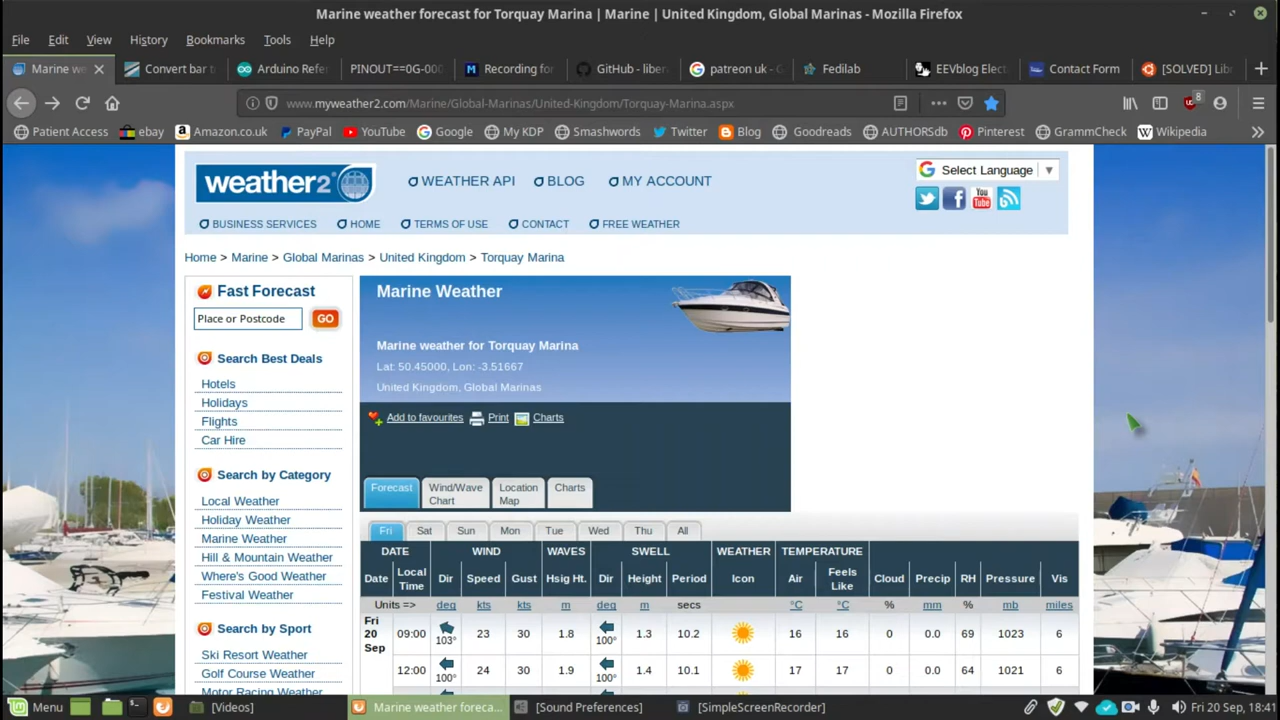 Marine weather forecast for Torquay Marina | Marine | United Kingdom, Global Marinas - Mozilla Firefox
File Edit View History Bookmarks Tools Help
Marine we Convert bar t Arduino Refer PINOUT==0G-000 Recording for GitHub - liber patreon uk - G Fedilab EEVblog Elect Contact Form [SOLVED] Libr
www.myweather2.com/Marine/Global-Marinas/United-Kingdom/Torquay-Marina.aspx 8
Patient Access ebay Amazon.co.uk PayPal YouTube Google My KDP Smashwords Twitter Blog Goodreads AUTHORSdb Pinterest GrammCheck Wikipedia
weather2 WEATHER API BLOG MY ACCOUNT
Select Language ▼
BUSINESS SERVICES HOME TERMS OF USE CONTACT FREE WEATHER
Home > Marine > Global Marinas > United Kingdom > Torquay Marina
Fast Forecast
Place or Postcode GO
Search Best Deals
Hotels
Holidays
Flights
Car Hire
Search by Category
Local Weather
Holiday Weather
Marine Weather
Hill & Mountain Weather
Where's Good Weather
Festival Weather
Search by Sport
Ski Resort Weather
Golf Course Weather
Motor Racing Weather
Marine Weather
Marine weather for Torquay Marina
Lat: 50.45000, Lon: -3.51667
United Kingdom, Global Marinas
Add to favourites Print Charts
Forecast Wind/Wave Chart Location Map Charts
Fri Sat Sun Mon Tue Wed Thu All
DATE WIND WAVES SWELL WEATHER TEMPERATURE
Date Local Time Dir Speed Gust Hsig Ht. Dir Height Period Icon Air Feels Like Cloud Precip RH Pressure Vis
Units => deg kts kts m deg m secs °C °C % mm % mb miles
Fri 20 Sep 09:00 103° 23 30 1.8 100° 1.3 10.2 16 16 0 0.0 69 1023 6
12:00 100° 24 30 1.9 100° 1.4 10.1 17 17 0 0.0 64 1021 6
Menu [Videos] Marine weather foreca... [Sound Preferences] [SimpleScreenRecorder] Fri 20 Sep, 18:41